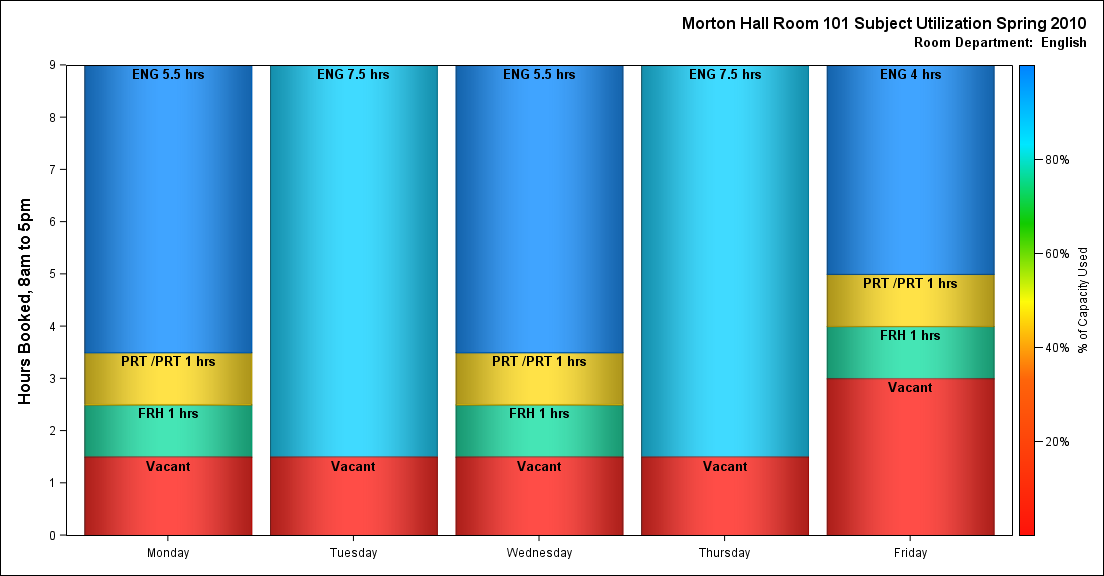 Morton Hall Room 101 Subject Utilization Spring 2010
Room Department: English
Hours Booked, 8am to 5pm
9
8
7
6
5
4
3
2
1
0
ENG 5.5 hrs
PRT /PRT 1 hrs
FRH 1 hrs
Vacant
ENG 7.5 hrs
Vacant
ENG 5.5 hrs
PRT /PRT 1 hrs
FRH 1 hrs
Vacant
ENG 7.5 hrs
Vacant
ENG 4 hrs
PRT /PRT 1 hrs
FRH 1 hrs
Vacant
Monday
Tuesday
Wednesday
Thursday
Friday
80%
60%
40%
20%
% of Capacity Used